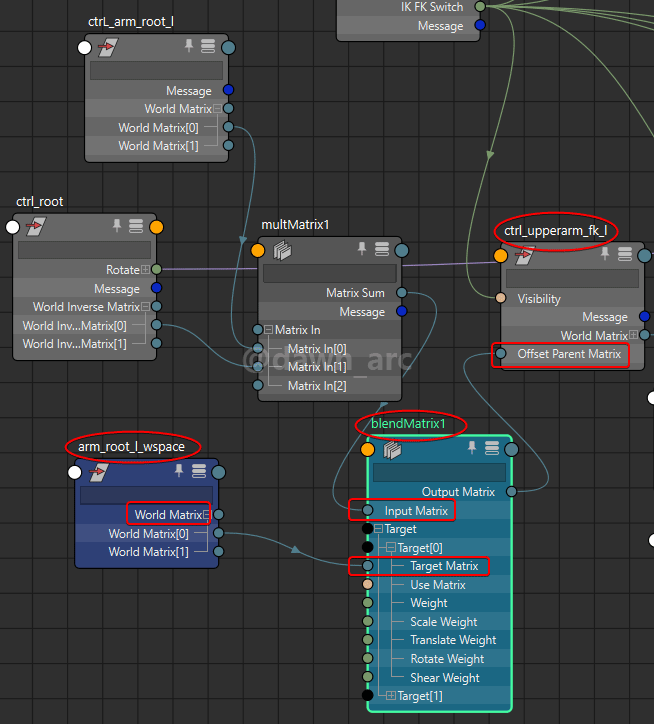 IK FK Switch
Message
ctrL_arm_root_l
Message
World Matrix
World Matrix[0]
World Matrix[1]
ctrl_root
Rotate
Message
World Inverse Matrix
World Inv...Matrix[0]
World Inv...Matrix[1]
multMatrix1
Matrix Sum
Message
Matrix In
Matrix In[0]
Matrix In[1]
Matrix In[2]
ctrl_upperarm_fk_l
Visibility
Message
World Matrix
Offset Parent Matrix
@dawn_arc
arm_root_l_wspace
World Matrix
World Matrix[0]
World Matrix[1]
blendMatrix1
Output Matrix
Input Matrix
Target
Target[0]
Target Matrix
Use Matrix
Weight
Scale Weight
Translate Weight
Rotate Weight
Shear Weight
Target[1]